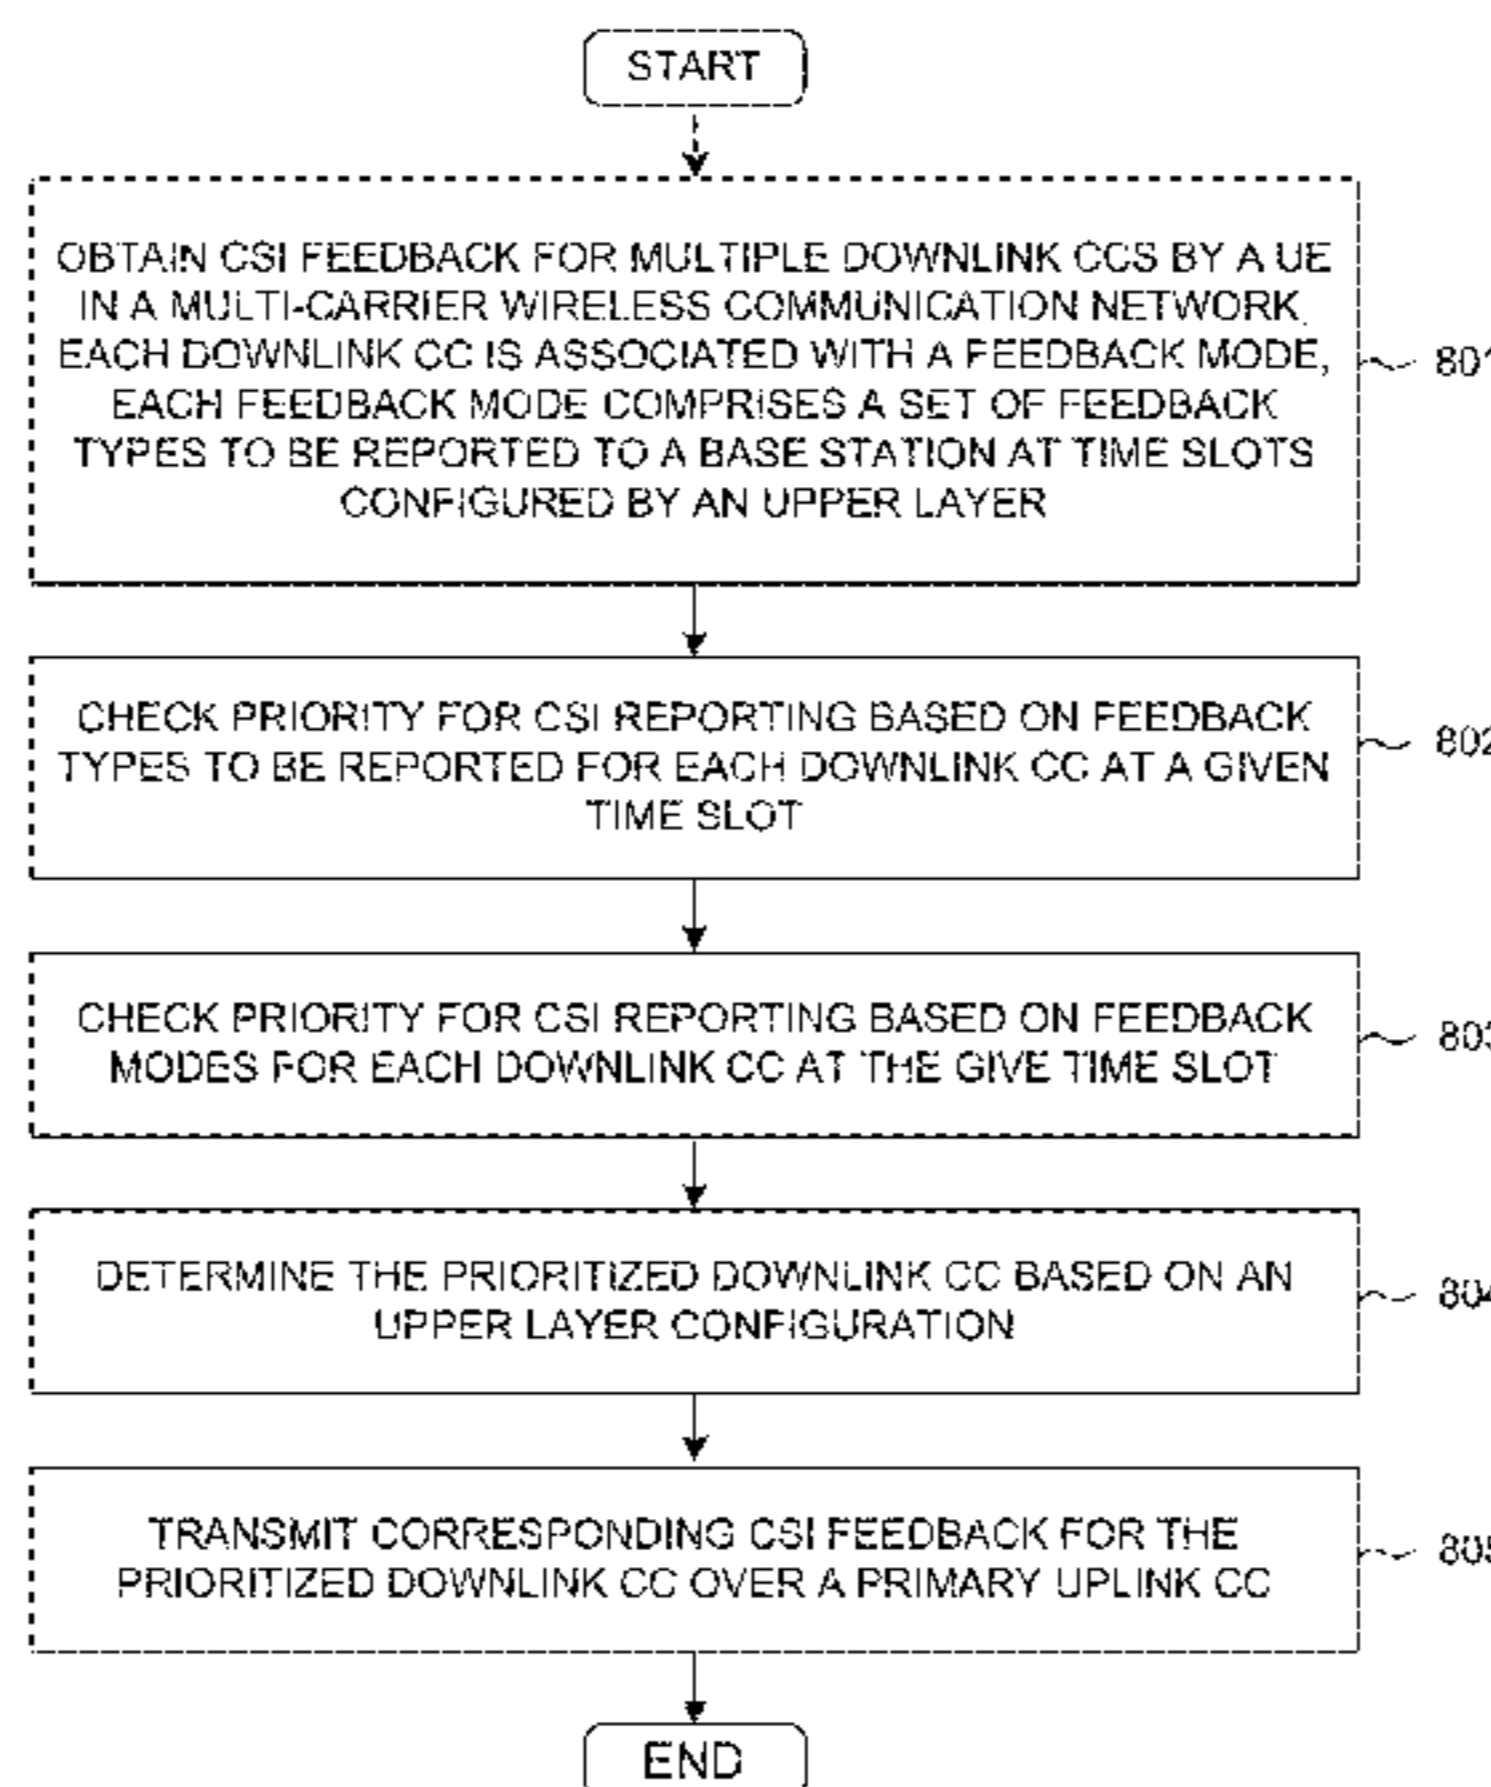 START
OBTAIN CSI FEEDBACK FOR MULTIPLE DOWNLINK CCS BY A UE
IN A MULTI-CARRIER WIRELESS COMMUNICATION NETWORK,
EACH DOWNLINK CC IS ASSOCIATED WITH A FEEDBACK MODE,
EACH FEEDBACK MODE COMPRISES A SET OF FEEDBACK
TYPES TO BE REPORTED TO A BASE STATION AT TIME SLOTS
CONFIGURED BY AN UPPER LAYER
801
CHECK PRIORITY FOR CSI REPORTING BASED ON FEEDBACK
TYPES TO BE REPORTED FOR EACH DOWNLINK CC AT A GIVEN
TIME SLOT
802
CHECK PRIORITY FOR CSI REPORTING BASED ON FEEDBACK
MODES FOR EACH DOWNLINK CC AT THE GIVE TIME SLOT
803
DETERMINE THE PRIORITIZED DOWNLINK CC BASED ON AN
UPPER LAYER CONFIGURATION
804
TRANSMIT CORRESPONDING CSI FEEDBACK FOR THE
PRIORITIZED DOWNLINK CC OVER A PRIMARY UPLINK CC
805
END